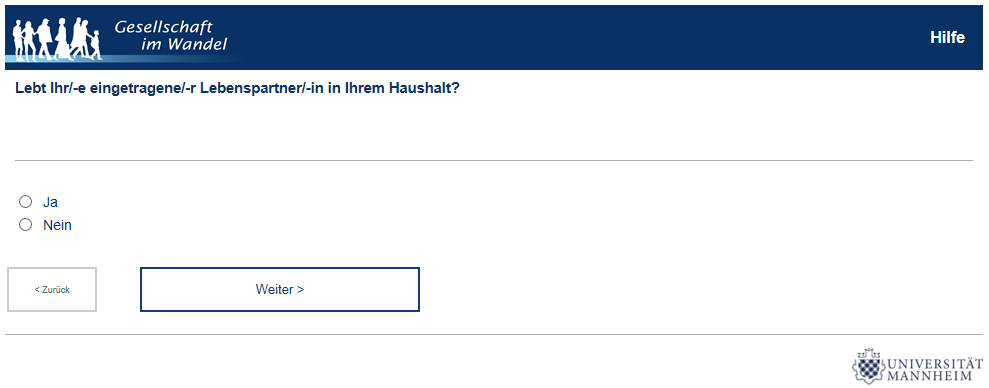 Gesellschaft
im Wandel
Hilfe
Lebt Ihr/-e eingetragene/-r Lebenspartner/-in in Ihrem Haushalt?
Ja
Nein
< Zurück
Weiter >
UNIVERSITÄT
MANNHEIM